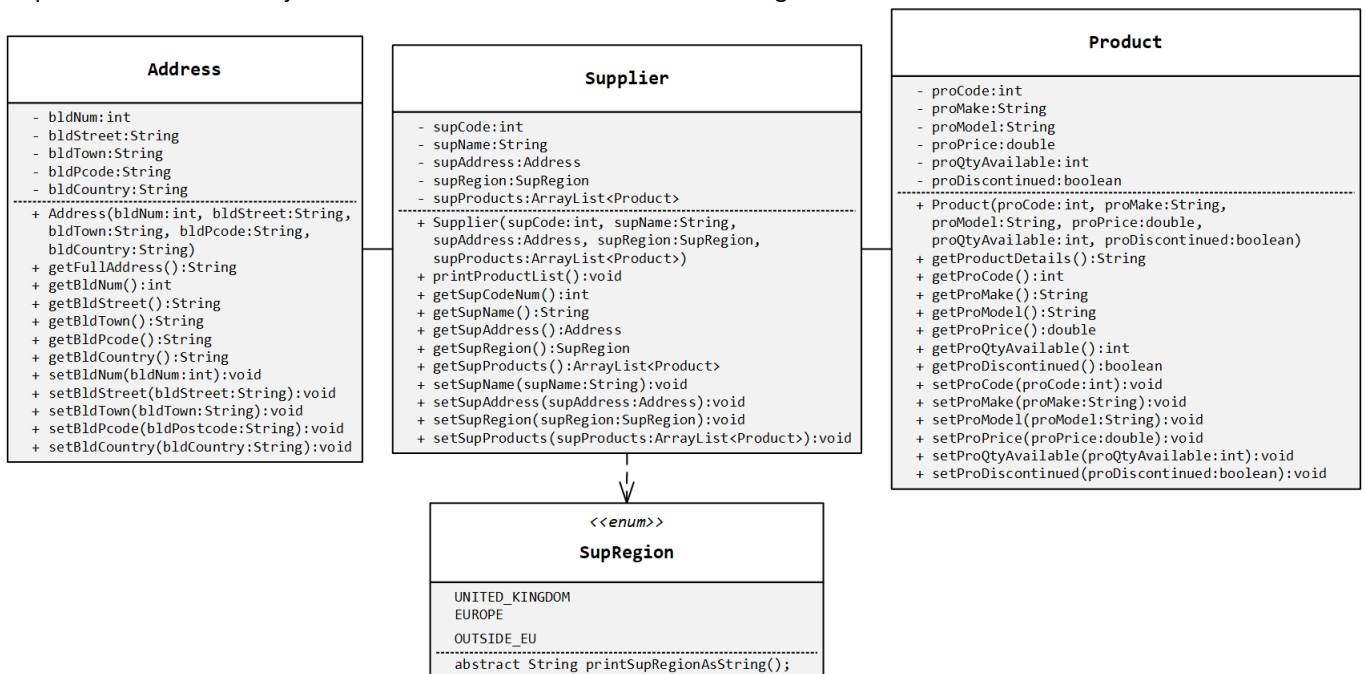 Address
- bldNum:int
- bldStreet:String
- bldTown:String
- bldPcode:String
- bldCountry:String
+ Address(bldNum:int, bldStreet:String,
bldTown:String, bldPcode:String,
bldCountry:String)
+ getFullAddress():String
+ getBldNum():int
+ getBldStreet():String
+ getBldTown():String
+ getBldPcode():String
+ getBldCountry():String
+ setBldNum(bldNum:int):void
+ setBldStreet(bldStreet:String):void
+ setBldTown(bldTown:String):void
+ setBldPcode(bldPostcode:String):void
+ setBldCountry(bldCountry:String):void
Supplier
- supCode:int
- supName:String
- supAddress:Address
- supRegion:SupRegion
- supProducts:ArrayList<Product>
+ Supplier(supCode:int, supName:String,
supAddress:Address, supRegion:SupRegion,
supProducts:ArrayList<Product>)
+ printProductList():void
+ getSupCodeNum():int
+ getSupName():String
+ getSupAddress():Address
+ getSupRegion():SupRegion
+ getSupProducts():ArrayList<Product>
+ setSupName(supName:String):void
+ setSupAddress(supAddress:Address):void
+ setSupRegion(supRegion:SupRegion):void
+ setSupProducts(supProducts:ArrayList<Product>):void
Product
- proCode:int
- proMake:String
- proModel:String
- proPrice:double
- proQtyAvailable:int
- proDiscontinued:boolean
+ Product(proCode:int, proMake:String,
proModel:String, proPrice:double,
proQtyAvailable:int, proDiscontinued:boolean)
+ getProductDetails():String
+ getProCode():int
+ getProMake():String
+ getProModel():String
+ getProPrice():double
+ getProQtyAvailable():int
+ getProDiscontinued():boolean
+ setProCode(proCode:int):void
+ setProMake(proMake:String):void
+ setProModel(proModel:String):void
+ setProPrice(proPrice:double):void
+ setProQtyAvailable(proQtyAvailable:int):void
+ setProDiscontinued(proDiscontinued:boolean):void
<<enum>>
SupRegion
UNITED_KINGDOM
EUROPE
OUTSIDE_EU
abstract String printSupRegionAsString();